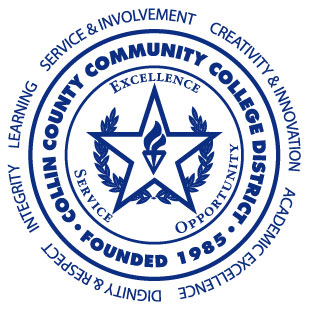 LEARNING
SERVICE & INVOLVEMENT
CREATIVITY & INNOVATION
ACADEMIC EXCELLENCE
DIGNITY & RESPECT
INTEGRITY
· COLLIN COUNTY COMMUNITY COLLEGE DISTRICT ·
FOUNDED 1985
EXCELLENCE
SERVICE
OPPORTUNITY